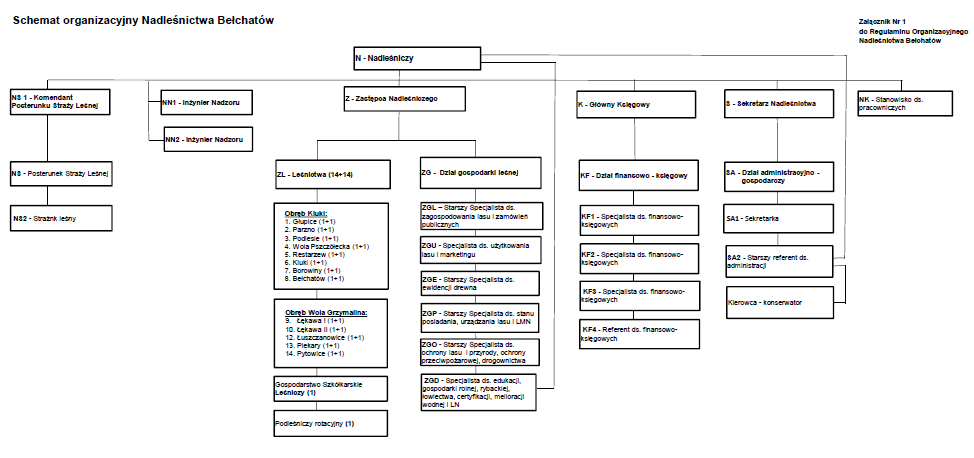 Schemat organizacyjny Nadleśnictwa Bełchatów
Załącznik Nr 1
do Regulaminu Organizacyjnego
Nadleśnictwa Bełchatów
N - Nadleśniczy
NS 1 - Komendant
Posterunku Straży Leśnej
NN1 - Inżynier Nadzoru
Z - Zastępca Nadleśniczego
K - Główny Księgowy
S - Sekretarz Nadleśnictwa
NK - Stanowisko ds.
pracowniczych
NN2 - Inżynier Nadzoru
NS - Posterunek Straży Leśnej
NS2 - Strażnk leśny
ZL - Leśnictwa (14+14)
Obręb Kluki:
1. Głupice (1+1)
2. Parzno (1+1)
3. Podlesie (1+1)
4. Wola Pszczółecka (1+1)
5. Restarzew (1+1)
6. Kluki (1+1)
7. Borowiny (1+1)
8. Bełchatów (1+1)
Obręb Wola Grzymalina:
9. Łękawa I (1+1)
10. Łękawa II (1+1)
12. Łuszczanowice (1+1)
13. Piekary (1+1)
14. Pytowice (1+1)
Gospodarstwo Szkółkarskie
Leśniczy (1)
Podleśniczy rotacyjny (1)
ZG - Dział gospodarki leśnej
ZGL – Starszy Specjalista ds.
zagospodowania lasu i zamówień
publicznych
ZGU - Specjalista ds. użytkowania
lasu i marketingu
ZGE - Starszy Specjalista ds.
ewidencji drewna
ZGP - Starszy Specjalista ds. stanu
posiadania, urządzania lasu i LMN
ZGO - Starszy Specjalista ds.
ochrony lasu i przyrody, ochrony
przeciwpożarowej, drogownictwa
ZGD - Specjalista ds. edukacji,
gospodarki rolnej, rybackiej,
łowiectwa, certyfikacji, melioracji
wodnej i LN
KF - Dział finansowo - księgowy
KF1 - Specjalista ds. finansowo-
księgowych
KF2 - Specjalista ds. finansowo-
księgowych
KF3 - Specjalista ds. finansowo-
księgowych
KF4 - Referent ds. finansowo-
księgowych
SA - Dział administracyjno -
gospodarczy
SA1 - Sekretarka
SA2 - Starszy referent ds.
administracji
Kierowca - konserwator